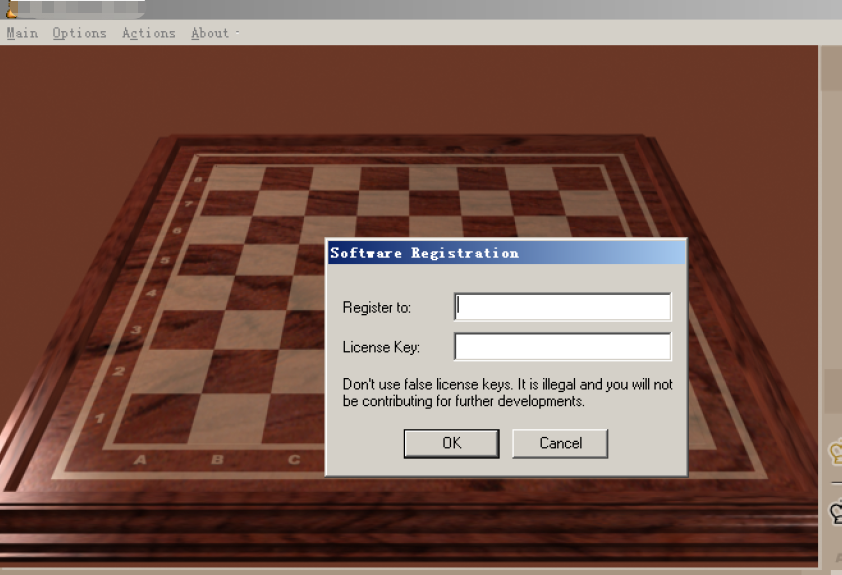 Main Options Actions About
Software Registration
Register to:
License Key:
Don't use false license keys. It is illegal and you will not
be contributing for further developments.
OK Cancel
8
7
6
5
4
3
2
1
A B C